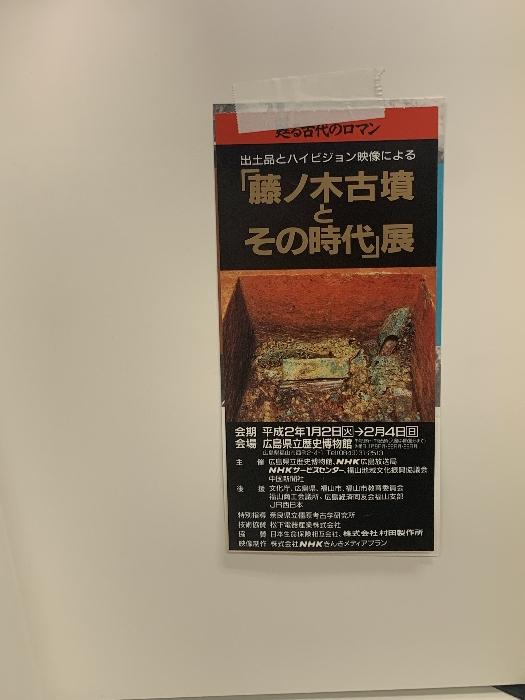 甦る古代のロマン
出土品とハイビジョン映像による
「藤ノ木古墳
と
その時代」展
会期 平成2年1月2日火→2月4日日
会場 広島県立歴史博物館
主催 広島県立歴史博物館、NHK広島放送局
NHKサービスセンター、福山地域文化振興協議会
中国新聞社
後援 文化庁、広島県、福山市、福山市教育委員会
福山商工会議所、広島経済同友会福山支部
JR西日本
特別指導 奈良県立橿原考古学研究所
技術協賛 松下電器産業株式会社
協賛 日本生命保険相互会社、株式会社村田製作所
映像制作 株式会社NHKきんきメディアプラン